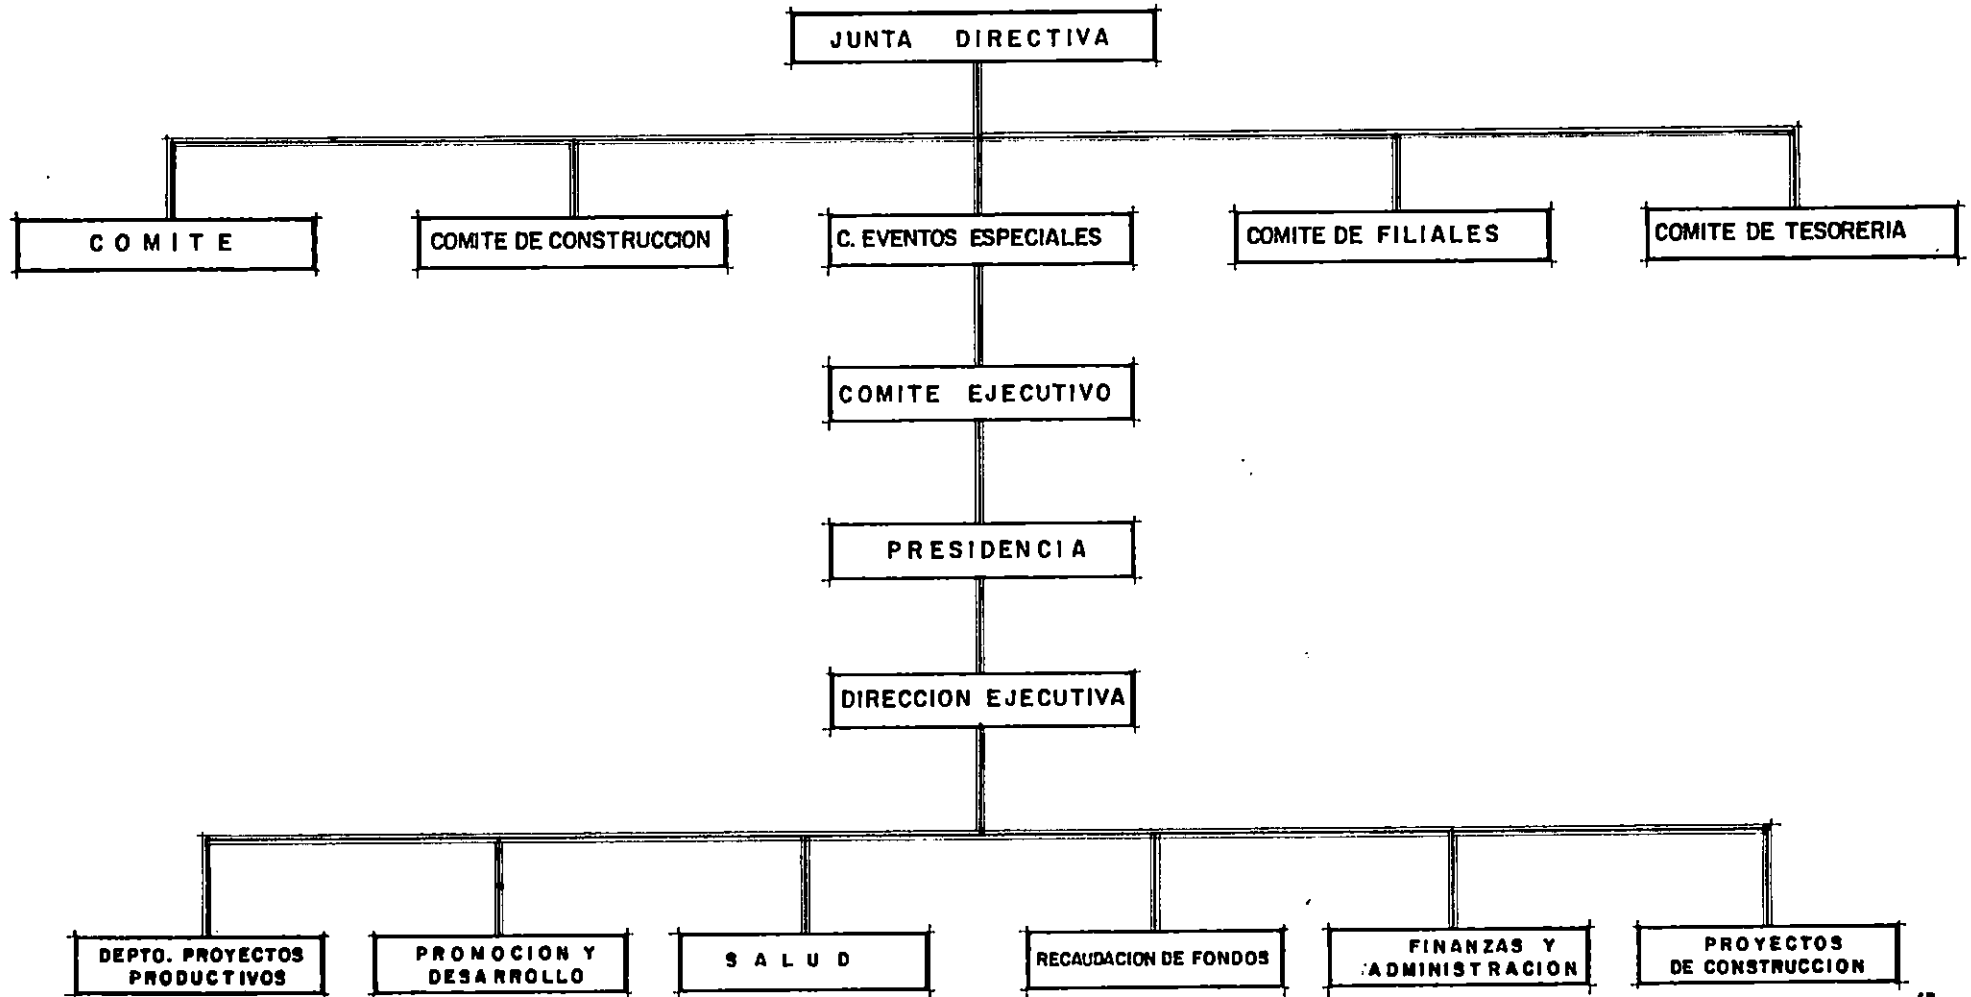 JUNTA DIRECTIVA
COMITE
COMITE DE CONSTRUCCION
C. EVENTOS ESPECIALES
COMITE DE FILIALES
COMITE DE TESORERIA
COMITE EJECUTIVO
PRESIDENCIA
DIRECCION EJECUTIVA
DEPTO. PROYECTOS
PRODUCTIVOS
PROMOCION Y
DESARROLLO
SALUD
RECAUDACION DE FONDOS
FINANZAS Y
ADMINISTRACION
PROYECTOS
DE CONSTRUCCION